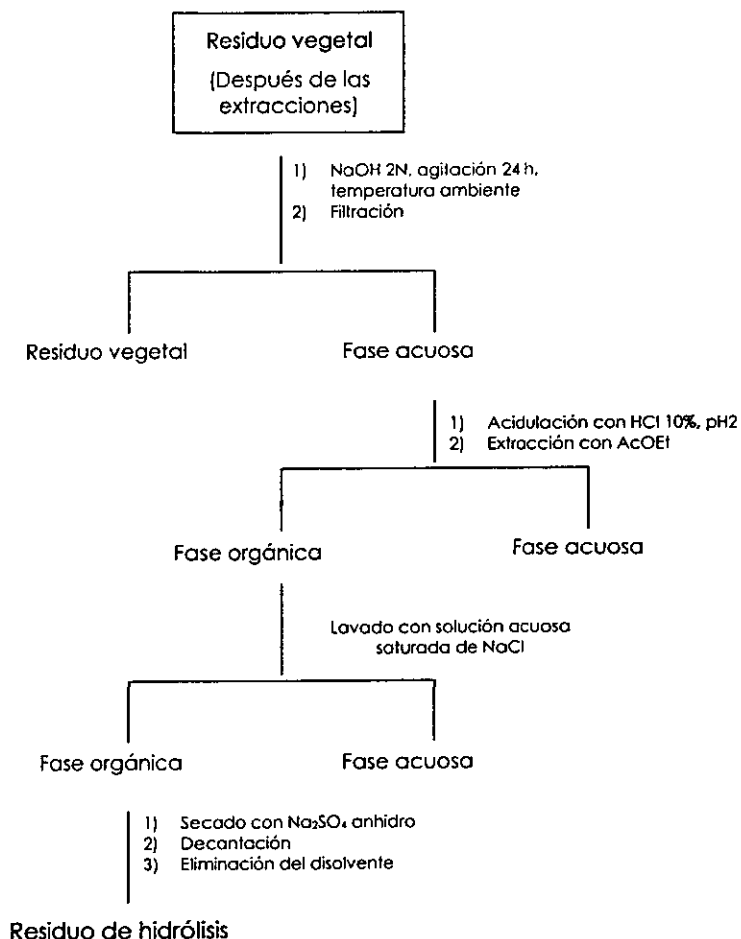 Residuo vegetal
(Después de las
extracciones)
1) NaOH 2N, agitación 24 h,
temperatura ambiente
2) Filtración
Residuo vegetal
Fase acuosa
1) Acidulación con HCl 10%, pH2
2) Extracción con AcOEt
Fase orgánica
Fase acuosa
Lavado con solución acuosa
saturada de NaCl
Fase orgánica
Fase acuosa
1) Secado con Na₂SO₄ anhidro
2) Decantación
3) Eliminación del disolvente
Residuo de hidrólisis